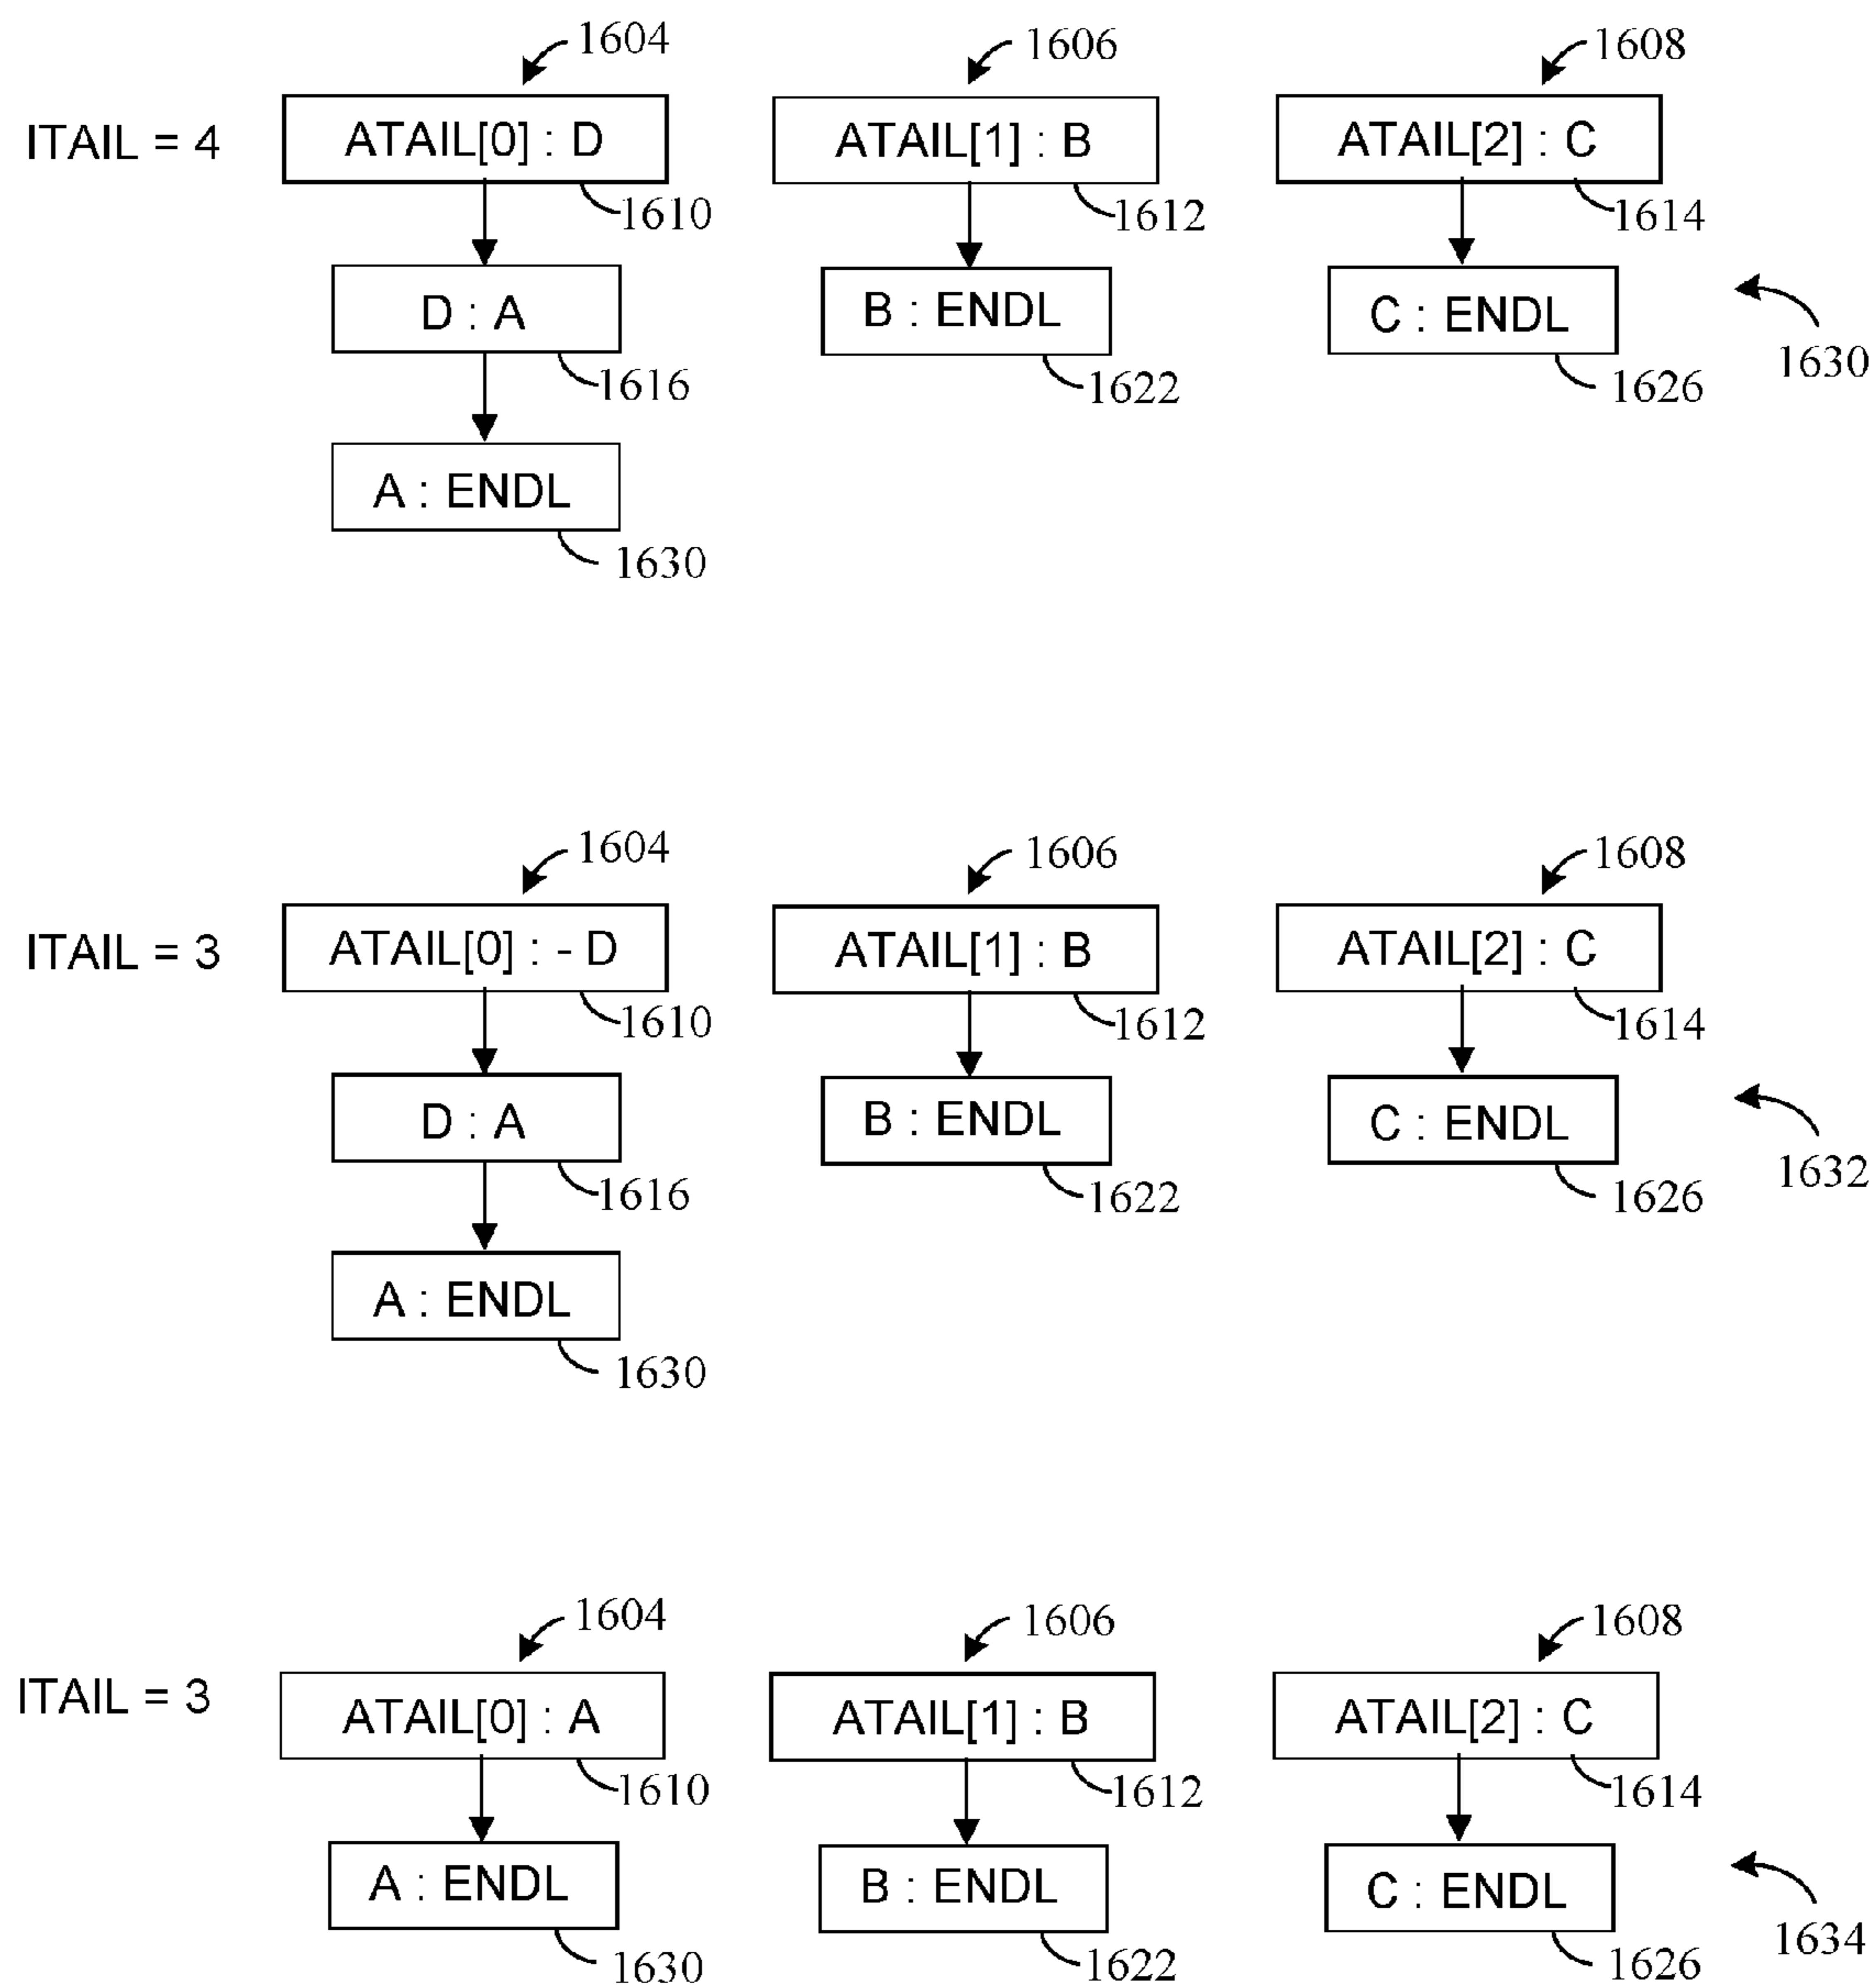 1604 1606 1608
ITAIL = 4 ATAIL[0] : D ATAIL[1] : B ATAIL[2] : C
1610 1612 1614
D : A B : ENDL C : ENDL
1630
1616 1622 1626
A : ENDL
1630
1604 1606 1608
ITAIL = 3 ATAIL[0] : - D ATAIL[1] : B ATAIL[2] : C
1610 1612 1614
D : A B : ENDL C : ENDL
1632
1616 1622 1626
A : ENDL
1630
1604 1606 1608
ITAIL = 3 ATAIL[0] : A ATAIL[1] : B ATAIL[2] : C
1610 1612 1614
A : ENDL B : ENDL C : ENDL
1634
1630 1622 1626